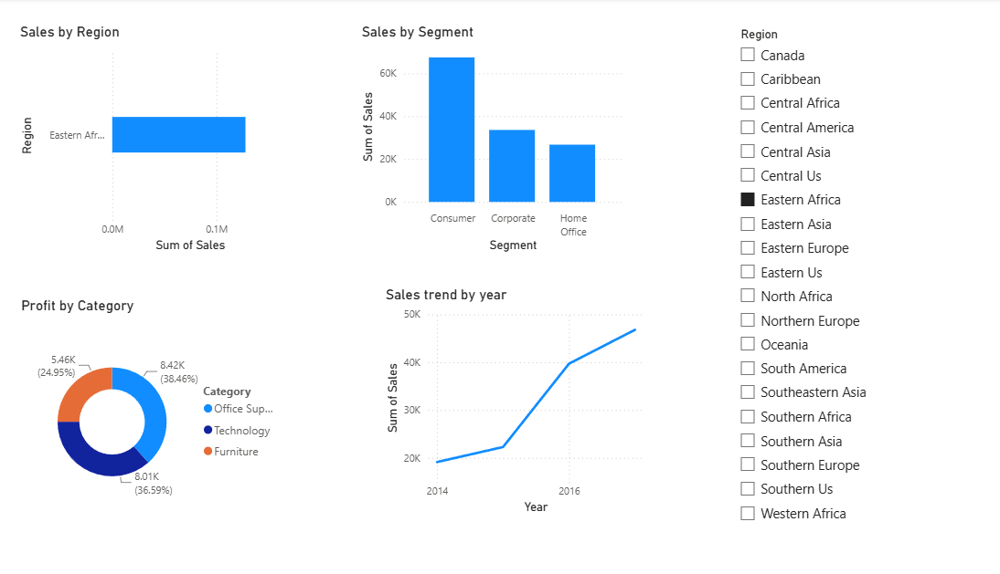 Sales by Region
Region
Eastern Afr...
0.0M
0.1M
Sum of Sales
Sales by Segment
Sum of Sales
60K
40K
20K
0K
Consumer
Corporate
Home
Office
Segment
Profit by Category
5.46K
(24.95%)
8.42K
(38.46%)
8.01K
(36.59%)
Category
Office Sup...
Technology
Furniture
Sales trend by year
Sum of Sales
50K
40K
30K
20K
2014
2016
Year
Region
Canada
Caribbean
Central Africa
Central America
Central Asia
Central Us
Eastern Africa
Eastern Asia
Eastern Europe
Eastern Us
North Africa
Northern Europe
Oceania
South America
Southeastern Asia
Southern Africa
Southern Asia
Southern Europe
Southern Us
Western Africa